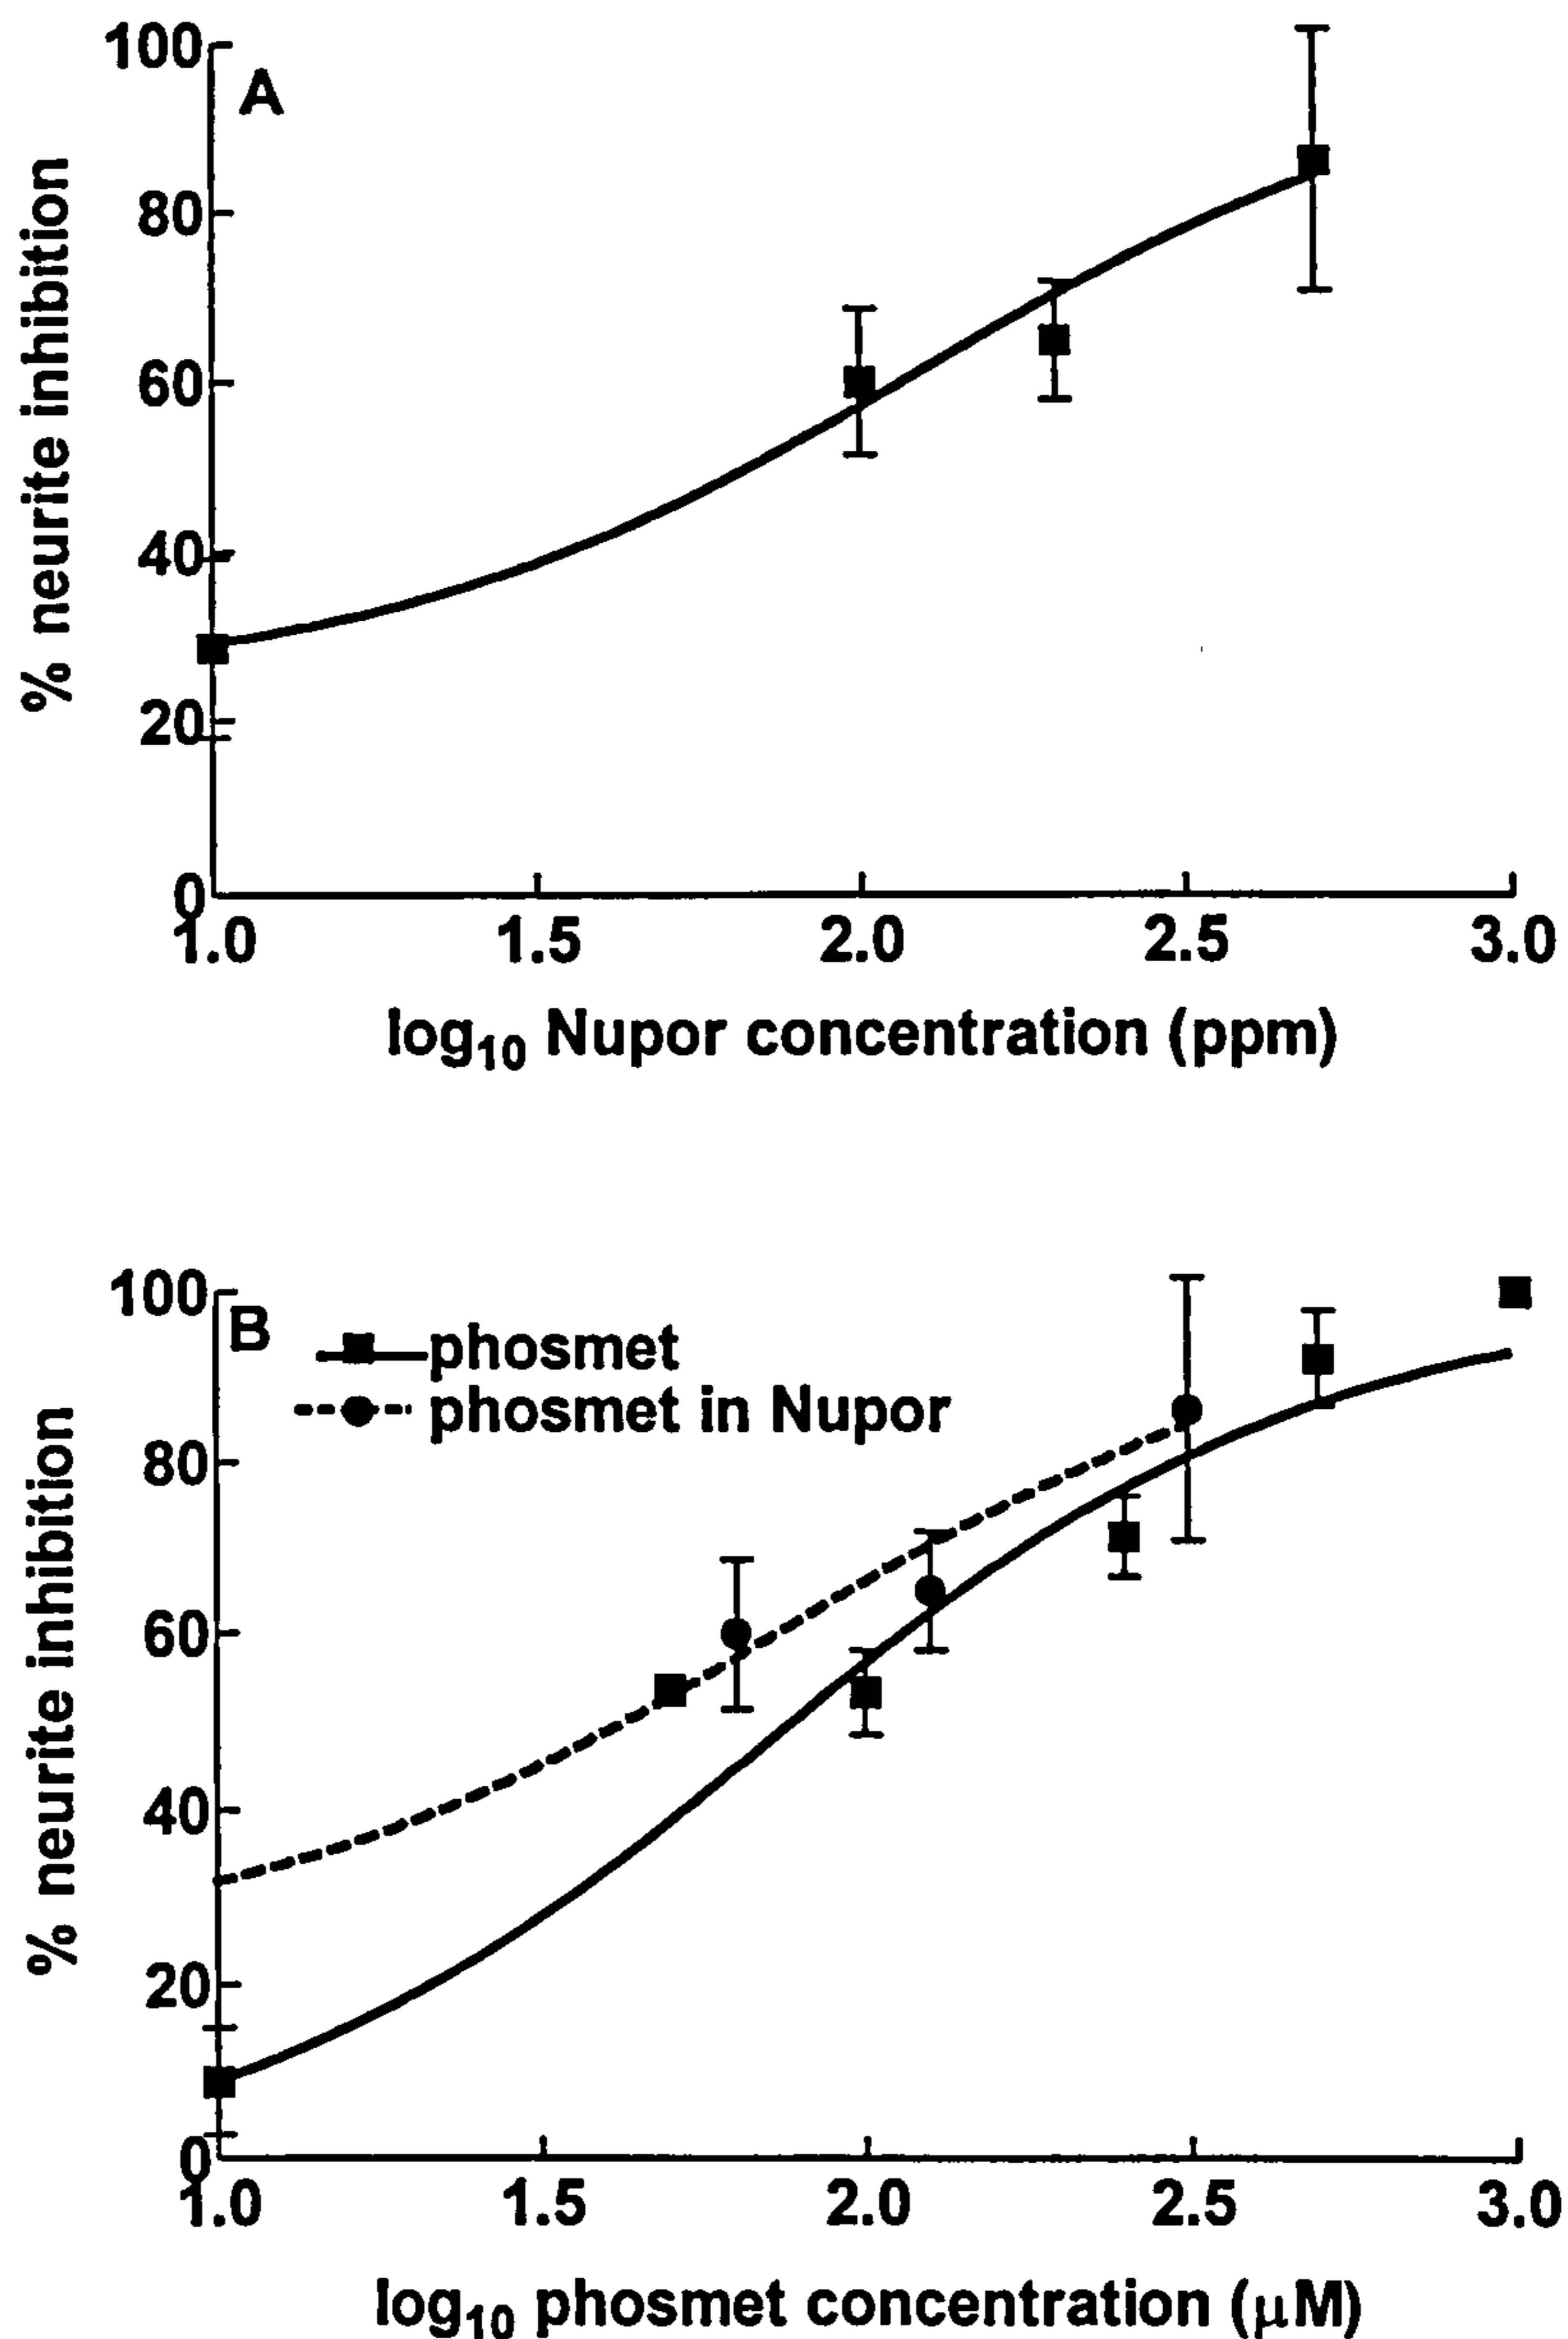 100
A
80
60
40
20
0
% neurite inhibition
1.0 1.5 2.0 2.5 3.0
log₁₀ Nupor concentration (ppm)
100
B
phosmet
phosmet in Nupor
80
60
40
20
0
% neurite inhibition
1.0 1.5 2.0 2.5 3.0
log₁₀ phosmet concentration (μM)